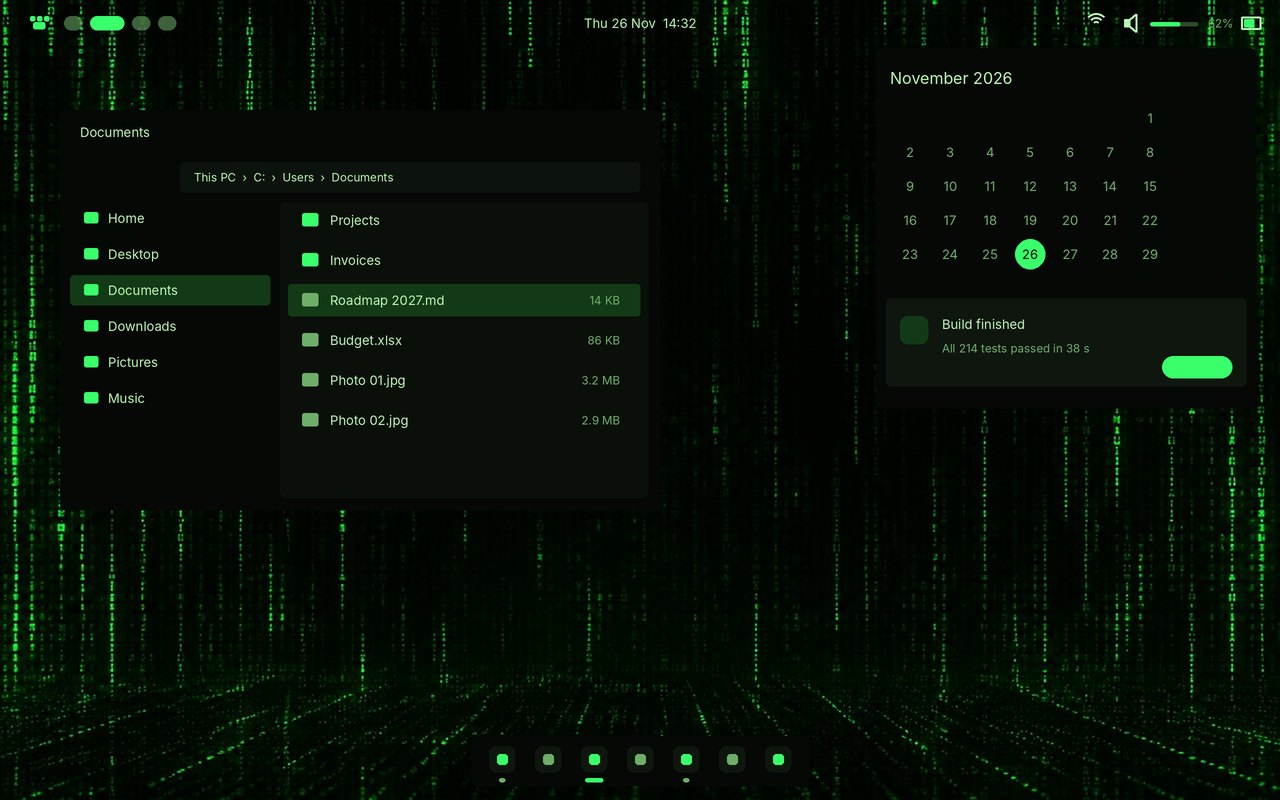 Thu 26 Nov 14:32
62%
Documents
This PC › C: › Users › Documents
Home
Desktop
Documents
Downloads
Pictures
Music
Projects
Invoices
Roadmap 2027.md 14 KB
Budget.xlsx 86 KB
Photo 01.jpg 3.2 MB
Photo 02.jpg 2.9 MB
November 2026
1
2 3 4 5 6 7 8
9 10 11 12 13 14 15
16 17 18 19 20 21 22
23 24 25 26 27 28 29
Build finished
All 214 tests passed in 38 s